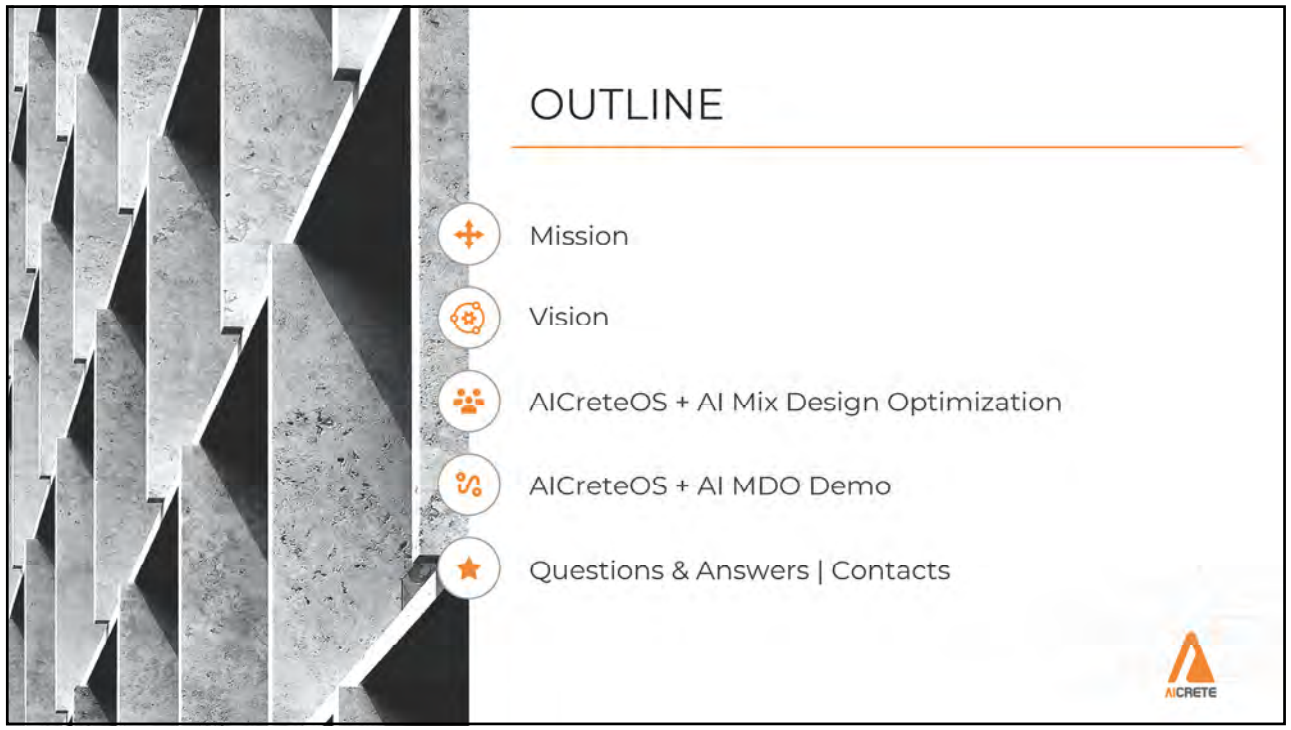 OUTLINE
Mission
Vision
AICreteOS + AI Mix Design Optimization
AICreteOS + AI MDO Demo
Questions & Answers | Contacts
AICRETE